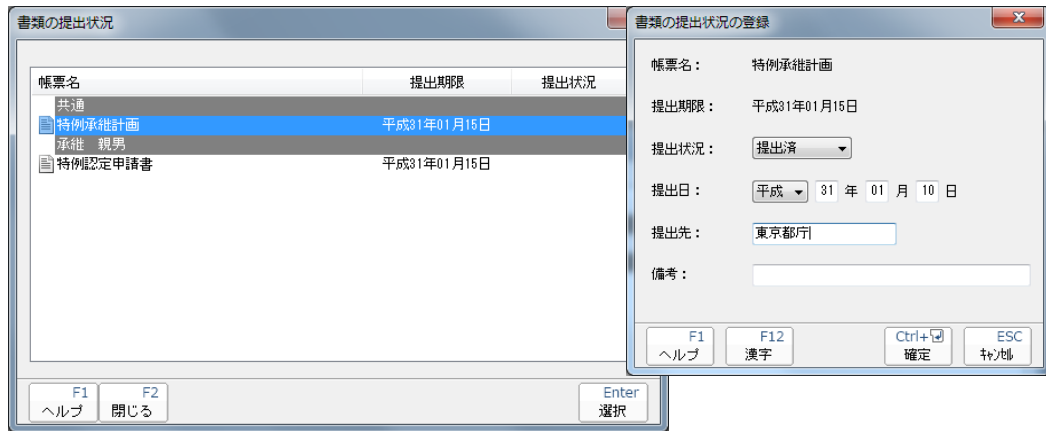 書類の提出状況
帳票名 提出期限 提出状況
共通
特例承継計画 平成31年01月15日
承継 親男
特例認定申請書 平成31年01月15日
F1 ヘルプ
F2 閉じる
Enter 選択
書類の提出状況の登録
帳票名： 特例承継計画
提出期限： 平成31年01月15日
提出状況： 提出済
提出日： 平成 31 年 01 月 10 日
提出先： 東京都庁
備考：
F1 ヘルプ
F12 漢字
Ctrl+ 確定
ESC ｷｬﾝｾﾙ